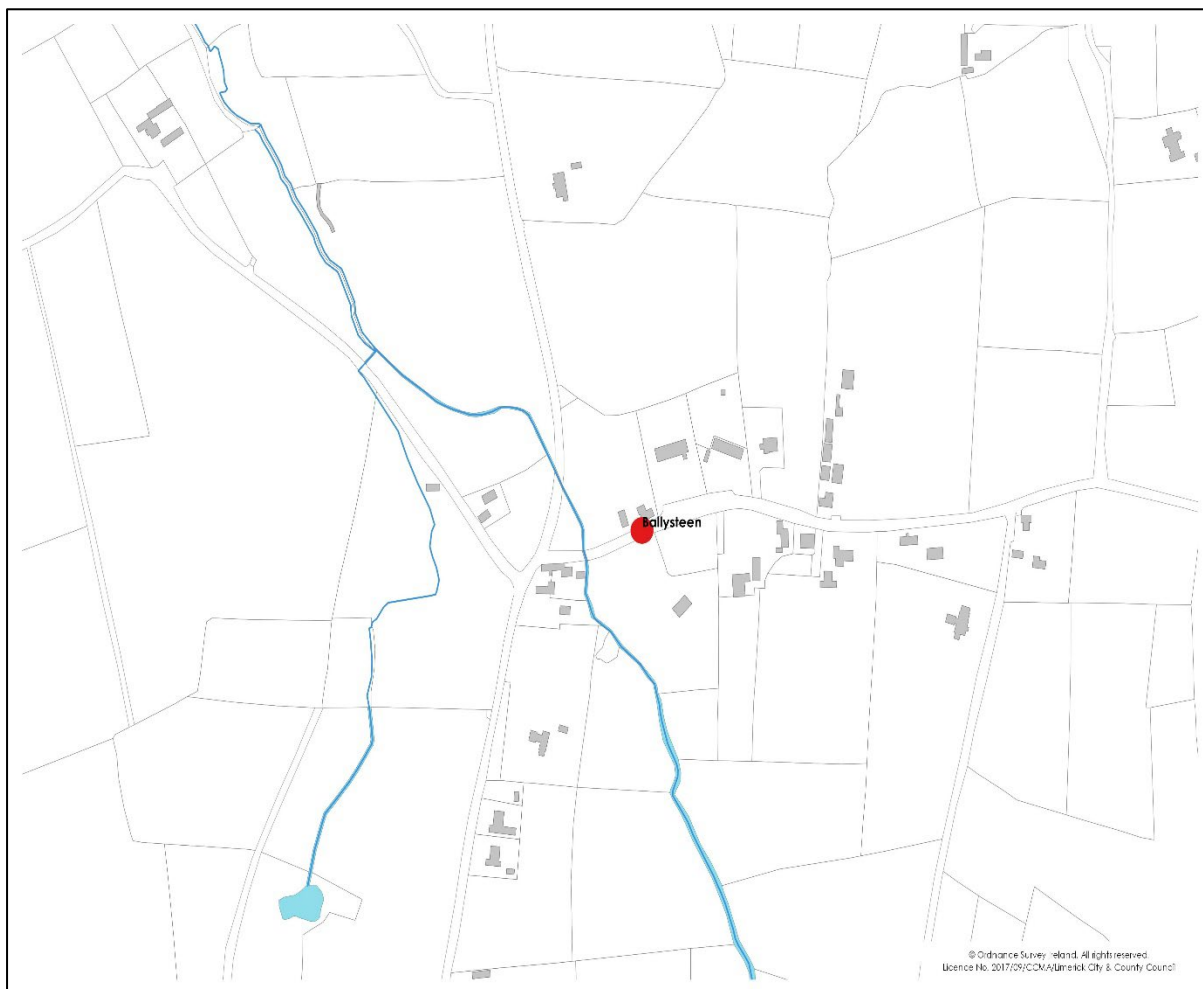 Ballysteen
© Ordnance Survey Ireland. All rights reserved.
Licence No. 2017/09/CCMA/Limerick City & County Council